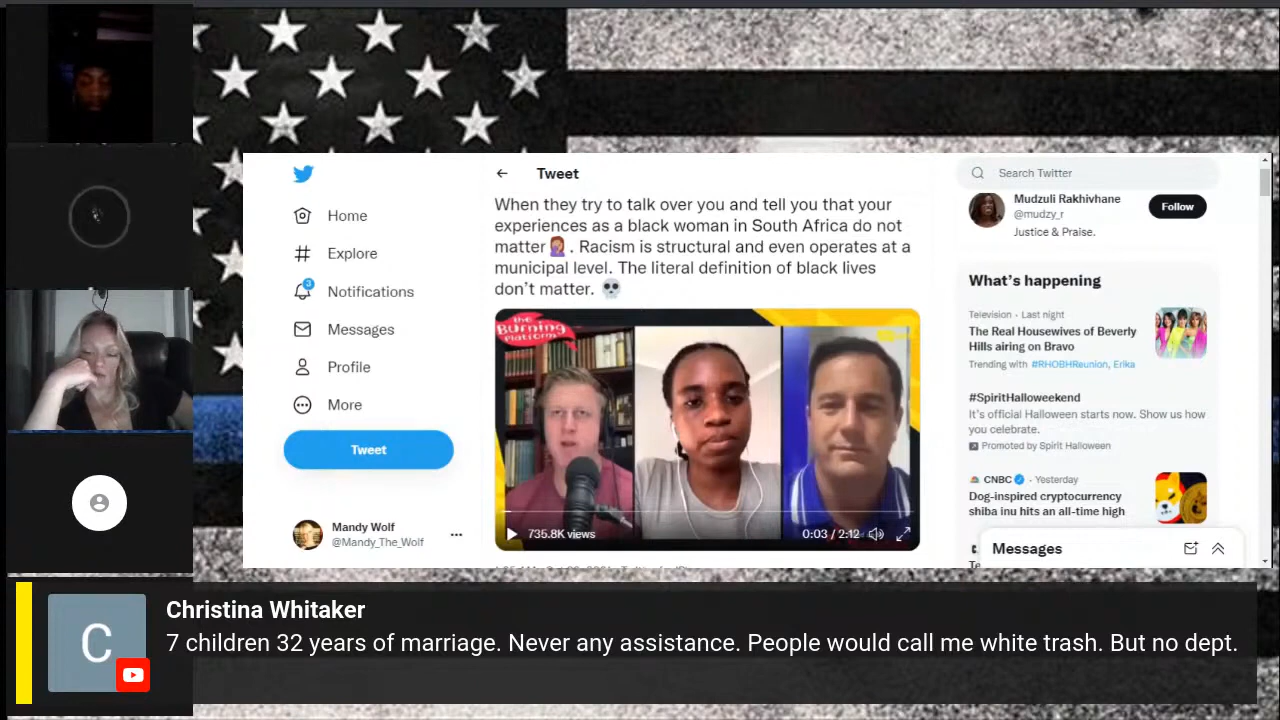 Tweet
Search Twitter
Home
Explore
3
Notifications
Messages
Profile
More
Tweet
Mandy Wolf
@Mandy_The_Wolf
When they try to talk over you and tell you that your
experiences as a black woman in South Africa do not
matter🤦🏽‍♀️. Racism is structural and even operates at a
municipal level. The literal definition of black lives
don't matter. 💀
the
Burning
Platform
735.8K views
0:03 / 2:12
Mudzuli Rakhivhane
@mudzy_r
Follow
Justice & Praise.
What's happening
Television · Last night
The Real Housewives of Beverly
Hills airing on Bravo
Trending with #RHOBHReunion, Erika
#SpiritHalloweekend
It's official Halloween starts now. Show us how
you celebrate.
Promoted by Spirit Halloween
CNBC · Yesterday
Dog-inspired cryptocurrency
shiba inu hits an all-time high
Messages
C
Christina Whitaker
7 children 32 years of marriage. Never any assistance. People would call me white trash. But no dept.